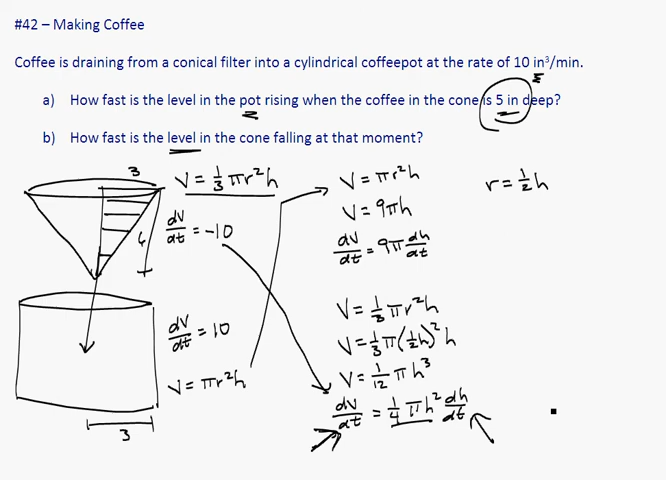 #42 – Making Coffee
Coffee is draining from a conical filter into a cylindrical coffeepot at the rate of 10 in³/min.
a) How fast is the level in the pot rising when the coffee in the cone is 5 in deep?
b) How fast is the level in the cone falling at that moment?
3
V = 1/3 πr²h
dV/dt = -10
6
dV/dt = 10
V = πr²h
3
V = πr²h
V = 9πh
dV/dt = 9π dh/dt
V = 1/3 πr²h
V = 1/3 π(1/2h)²h
V = 1/12 πh³
dV/dt = 1/4 πh² dh/dt
r = 1/2 h